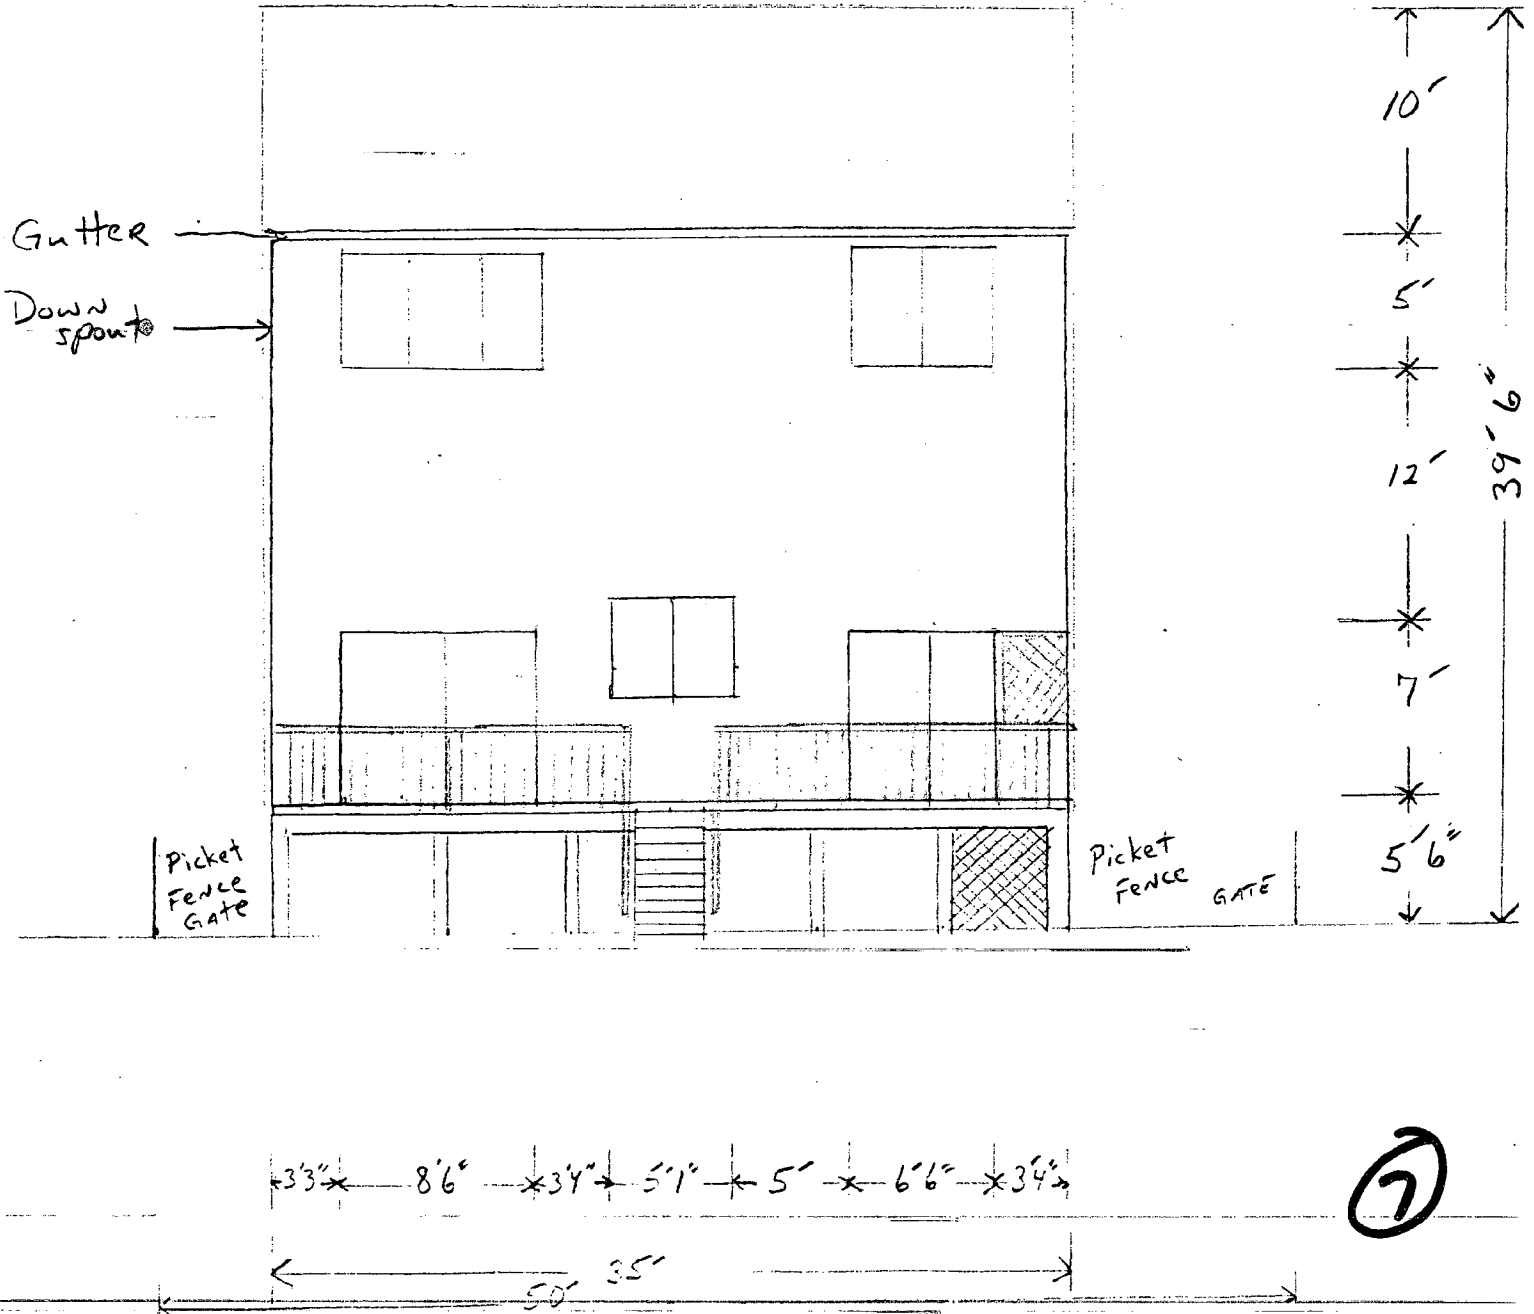 10'
Gutter
Down
spout
5'
39' 6"
12'
7'
Picket
Fence
Gate
Picket
Fence
GATE
5' 6"
3'3" 8'6" 3'4" 5'1" 5' 6'6" 3'4"
7
35'
50'